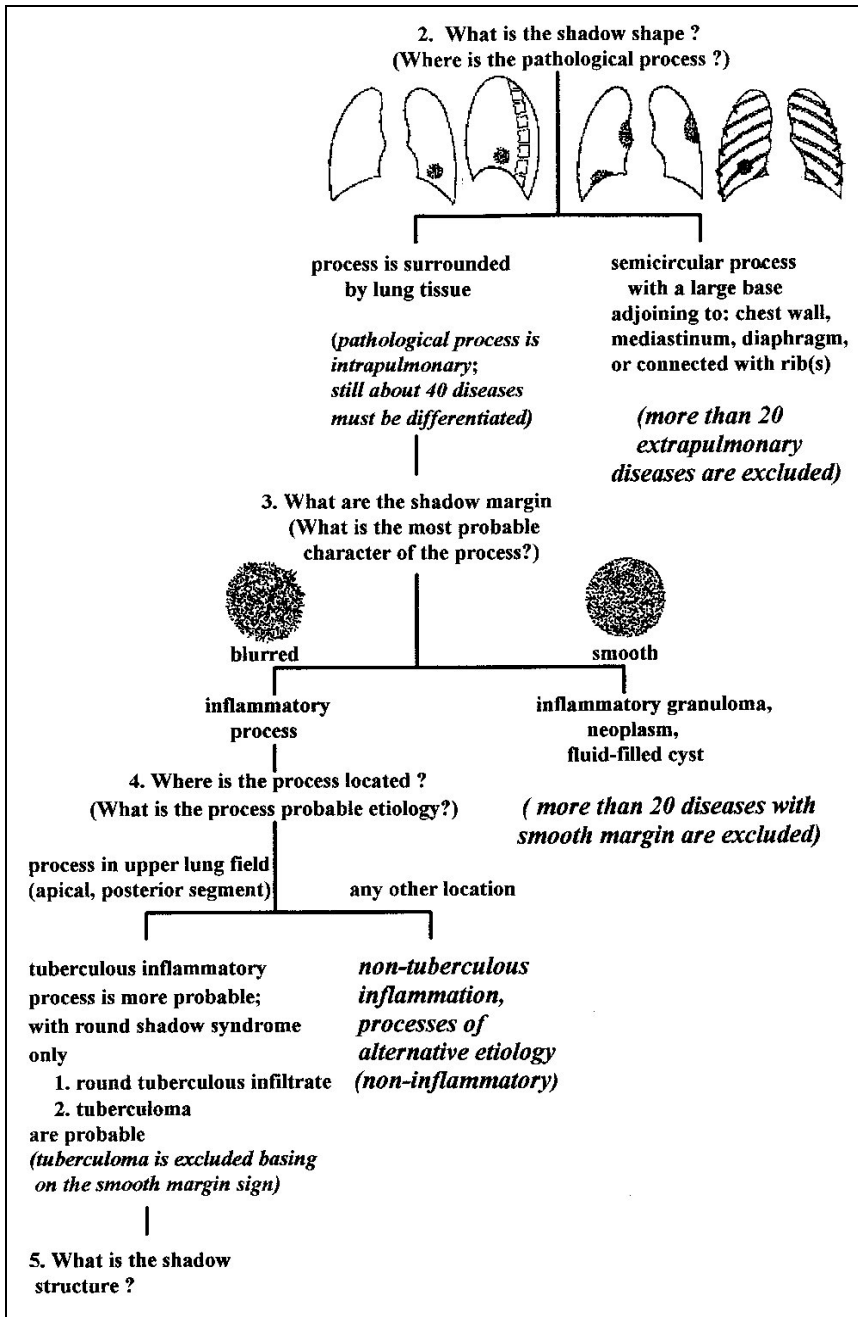 2. What is the shadow shape ?
(Where is the pathological process ?)
process is surrounded
by lung tissue
(pathological process is
intrapulmonary;
still about 40 diseases
must be differentiated)
semicircular process
with a large base
adjoining to: chest wall,
mediastinum, diaphragm,
or connected with rib(s)
(more than 20
extrapulmonary
diseases are excluded)
3. What are the shadow margin
(What is the most probable
character of the process?)
blurred
smooth
inflammatory
process
inflammatory granuloma,
neoplasm,
fluid-filled cyst
4. Where is the process located ?
(What is the process probable etiology?)
( more than 20 diseases with
smooth margin are excluded)
process in upper lung field
(apical, posterior segment)
any other location
tuberculous inflammatory
process is more probable;
with round shadow syndrome
only
1. round tuberculous infiltrate
2. tuberculoma
are probable
(tuberculoma is excluded basing
on the smooth margin sign)
non-tuberculous
inflammation,
processes of
alternative etiology
(non-inflammatory)
5. What is the shadow
structure ?